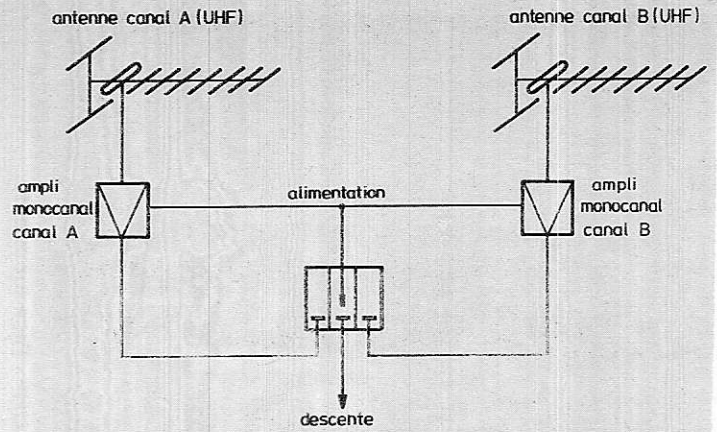 antenne canal A (UHF)
antenne canal B (UHF)
ampli
monocanal
canal A
alimentation
ampli
monocanal
canal B
descente